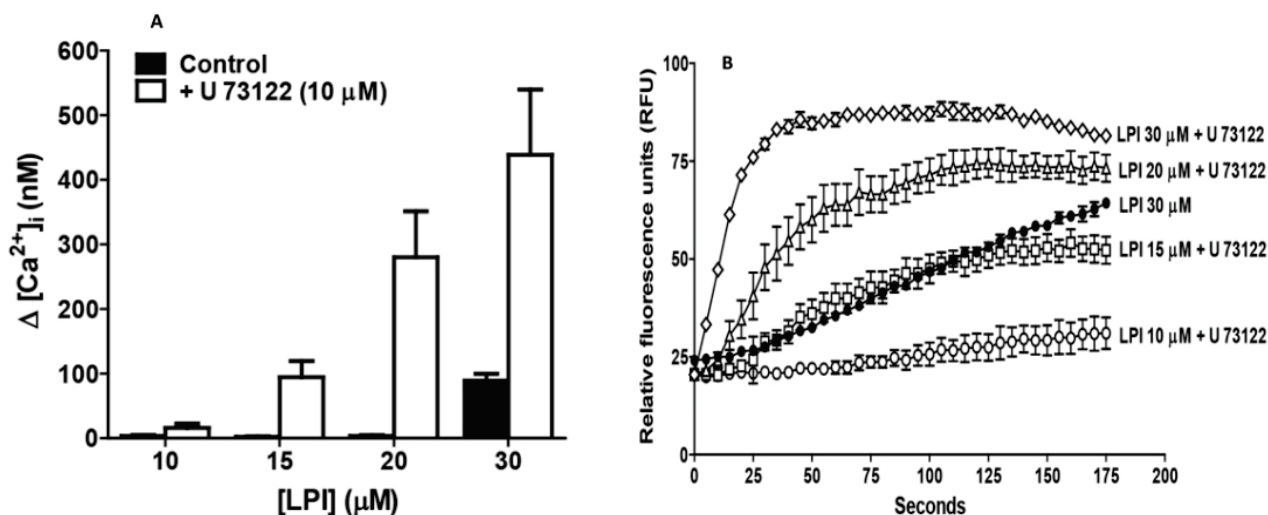 A
600
500
400
300
200
100
0
Δ [Ca²⁺]ᵢ (nM)
Control
+ U 73122 (10 μM)
10 15 20 30
[LPI] (μM)
B
100
75
50
25
0
Relative fluorescence units (RFU)
LPI 30 μM + U 73122
LPI 20 μM + U 73122
LPI 30 μM
LPI 15 μM + U 73122
LPI 10 μM + U 73122
0 25 50 75 100 125 150 175 200
Seconds